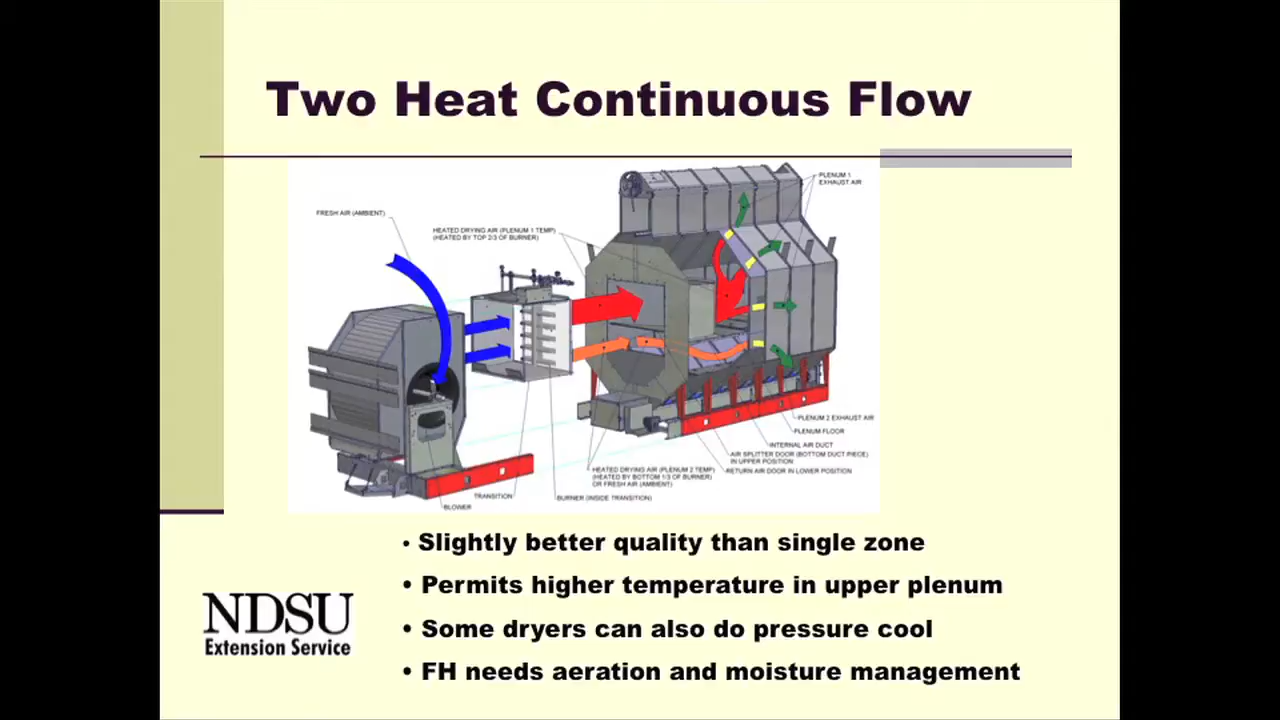 Two Heat Continuous Flow
PLENUM 1
EXHAUST AIR
FRESH AIR (AMBIENT)
HEATED DRYING AIR (PLENUM 1 TEMP)
(HEATED BY TOP 2/3 OF BURNER)
PLENUM 2 EXHAUST AIR
PLENUM FLOOR
INTERNAL AIR DUCT
AIR SPLITTER DOOR (BOTTOM DUCT PIECE)
IN UPPER POSITION
RETURN AIR DOOR IN LOWER POSITION
HEATED DRYING AIR (PLENUM 2 TEMP)
(HEATED BY BOTTOM 1/3 OF BURNER)
OR FRESH AIR (AMBIENT)
TRANSITION
BURNER (INSIDE TRANSITION)
BLOWER
• Slightly better quality than single zone
• Permits higher temperature in upper plenum
• Some dryers can also do pressure cool
• FH needs aeration and moisture management
NDSU
Extension Service